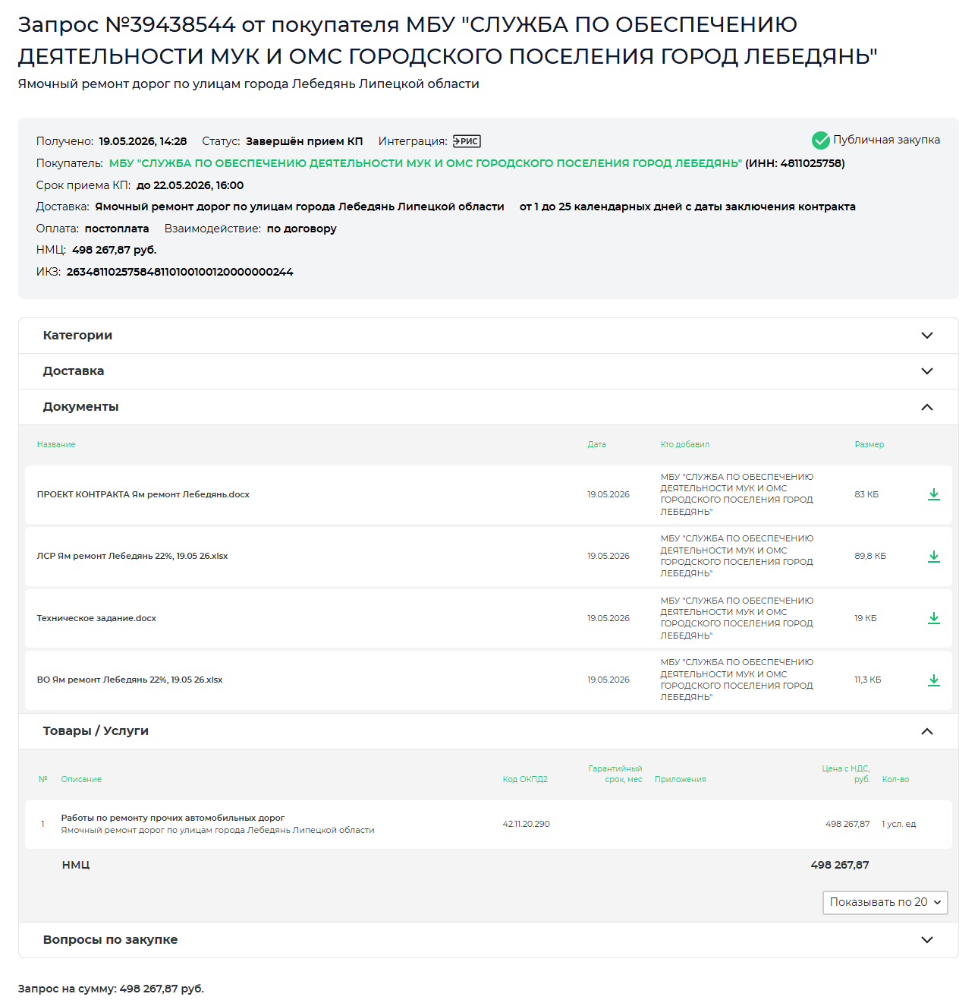 Запрос №39438544 от покупателя МБУ "СЛУЖБА ПО ОБЕСПЕЧЕНИЮ
ДЕЯТЕЛЬНОСТИ МУК И ОМС ГОРОДСКОГО ПОСЕЛЕНИЯ ГОРОД ЛЕБЕДЯНЬ"
Ямочный ремонт дорог по улицам города Лебедянь Липецкой области
Получено: 19.05.2026, 14:28 Статус: Завершён прием КП Интеграция: РИС Публичная закупка
Покупатель: МБУ "СЛУЖБА ПО ОБЕСПЕЧЕНИЮ ДЕЯТЕЛЬНОСТИ МУК И ОМС ГОРОДСКОГО ПОСЕЛЕНИЯ ГОРОД ЛЕБЕДЯНЬ" (ИНН: 4811025758)
Срок приема КП: до 22.05.2026, 16:00
Доставка: Ямочный ремонт дорог по улицам города Лебедянь Липецкой области от 1 до 25 календарных дней с даты заключения контракта
Оплата: постоплата Взаимодействие: по договору
НМЦ: 498 267,87 руб.
ИКЗ: 263481102575848110100100120000000244
Категории
Доставка
Документы
Название Дата Кто добавил Размер
ПРОЕКТ КОНТРАКТА Ям ремонт Лебедянь.docx 19.05.2026 МБУ "СЛУЖБА ПО ОБЕСПЕЧЕНИЮ
ДЕЯТЕЛЬНОСТИ МУК И ОМС
ГОРОДСКОГО ПОСЕЛЕНИЯ ГОРОД
ЛЕБЕДЯНЬ" 83 КБ
ЛСР Ям ремонт Лебедянь 22%, 19.05 26.xlsx 19.05.2026 МБУ "СЛУЖБА ПО ОБЕСПЕЧЕНИЮ
ДЕЯТЕЛЬНОСТИ МУК И ОМС
ГОРОДСКОГО ПОСЕЛЕНИЯ ГОРОД
ЛЕБЕДЯНЬ" 89,8 КБ
Техническое задание.docx 19.05.2026 МБУ "СЛУЖБА ПО ОБЕСПЕЧЕНИЮ
ДЕЯТЕЛЬНОСТИ МУК И ОМС
ГОРОДСКОГО ПОСЕЛЕНИЯ ГОРОД
ЛЕБЕДЯНЬ" 19 КБ
ВО Ям ремонт Лебедянь 22%, 19.05 26.xlsx 19.05.2026 МБУ "СЛУЖБА ПО ОБЕСПЕЧЕНИЮ
ДЕЯТЕЛЬНОСТИ МУК И ОМС
ГОРОДСКОГО ПОСЕЛЕНИЯ ГОРОД
ЛЕБЕДЯНЬ" 11,3 КБ
Товары / Услуги
№ Описание Код ОКПД2 Гарантийный
срок, мес Приложения Цена с НДС,
руб. Кол-во
1 Работы по ремонту прочих автомобильных дорог
Ямочный ремонт дорог по улицам города Лебедянь Липецкой области 42.11.20.290 498 267,87 1 усл. ед
НМЦ 498 267,87
Показывать по 20
Вопросы по закупке
Запрос на сумму: 498 267,87 руб.